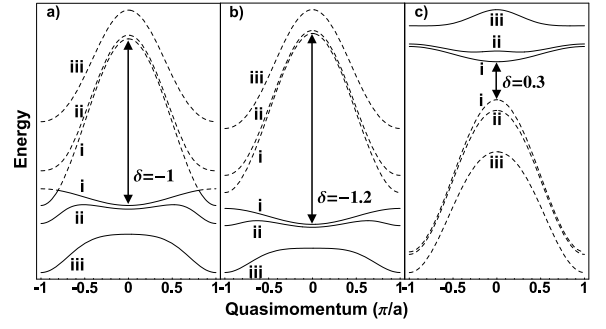 a)
iii
ii
i
i
ii
iii
δ=−1
b)
iii
ii
i
i
ii
iii
δ=−1.2
c)
iii
ii
i
δ=0.3
i
ii
iii
Energy
-1 -0.5 0 0.5 -1 -0.5 0 0.5 -1 -0.5 0 0.5 1
Quasimomentum (π/a)